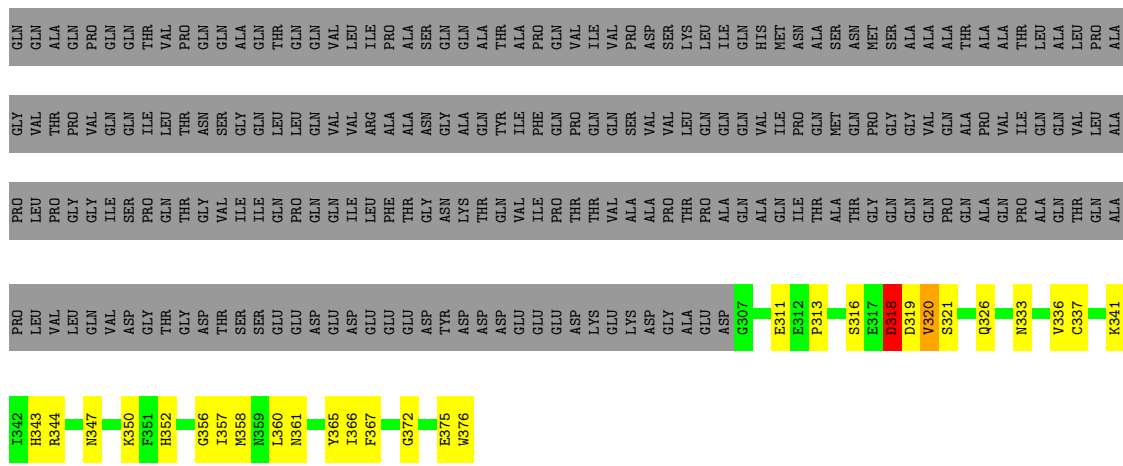 GLN GLN ALA GLN PRO GLN GLN THR VAL PRO GLN GLN ALA GLN THR GLN GLN VAL LEU ILE PRO ALA SER GLN GLN ALA THR ALA PRO GLN VAL ILE VAL PRO ASP SER LYS LEU ILE GLN HIS MET ASN ALA SER ASN MET SER ALA ALA ALA THR ALA ALA THR LEU ALA LEU PRO ALA
GLY VAL THR PRO VAL GLN GLN ILE LEU THR ASN SER GLY GLN LEU LEU GLN VAL VAL ARG ALA ALA ASN GLY ALA GLN TYR ILE PHE GLN PRO GLN GLN SER VAL VAL LEU GLN GLN GLN VAL ILE PRO GLN MET GLN PRO GLY GLY VAL GLN ALA PRO VAL ILE GLN GLN VAL LEU ALA
PRO LEU PRO GLY GLY ILE SER PRO GLN THR GLY VAL ILE ILE GLN PRO GLN GLN ILE LEU PHE THR GLY ASN LYS THR GLN VAL ILE PRO THR THR VAL ALA ALA PRO THR PRO ALA GLN ALA GLN ILE THR ALA THR GLY GLN GLN GLN PRO GLN ALA GLN PRO ALA GLN THR GLN ALA
PRO LEU VAL LEU GLN VAL ASP GLY THR GLY ASP THR SER SER GLU GLU ASP GLU ASP GLU GLU GLU ASP TYR ASP ASP ASP GLU GLU GLU ASP LYS GLU LYS ASP GLY ALA GLU ASP G307 E311 E312 P313 S316 E317 D318 D319 V320 S321 Q326 N333 V336 C337 K341
I342 H343 R344 N347 K350 F351 H352 G356 I357 M358 N359 L360 N361 Y365 I366 F367 G372 E375 W376